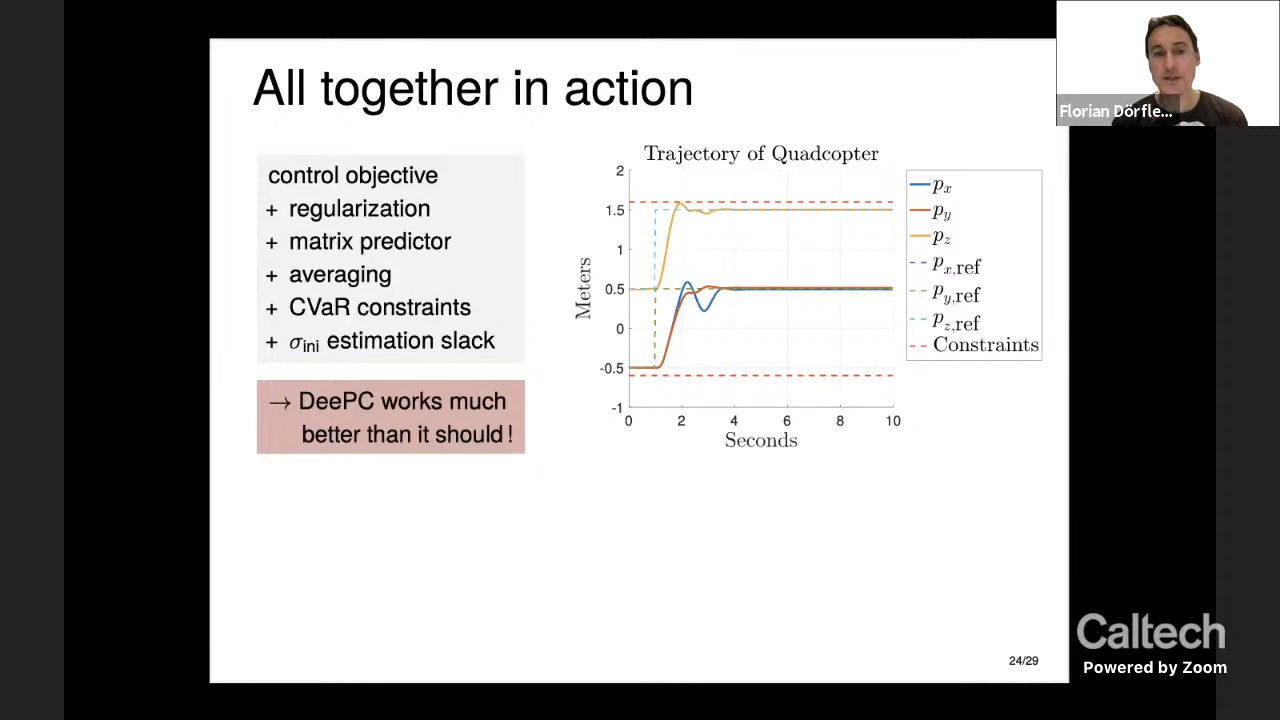 All together in action
Florian Dörfle...
control objective
+ regularization
+ matrix predictor
+ averaging
+ CVaR constraints
+ σini estimation slack
→ DeePC works much
better than it should!
Trajectory of Quadcopter
2
1.5
1
0.5
0
-0.5
-1
Meters
0 2 4 6 8 10
Seconds
px
py
pz
px,ref
py,ref
pz,ref
Constraints
24/29
Caltech
Powered by Zoom